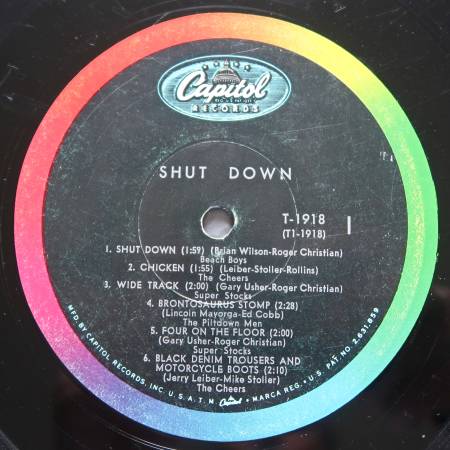 Capitol
RECORDS
SHUT DOWN
T-1918
(T1-1918)
1
1. SHUT DOWN (1:59) (Brian Wilson-Roger Christian)
Beach Boys
2. CHICKEN (1:55) (Leiber-Stoller-Rollins)
The Cheers
3. WIDE TRACK (2:00) (Gary Usher-Roger Christian)
Super Stocks
4. BRONTOSAURUS STOMP (2:28)
(Lincoln Mayorga-Ed Cobb)
The Piltdown Men
5. FOUR ON THE FLOOR (2:00)
(Gary Usher-Roger Christian)
Super Stocks
6. BLACK DENIM TROUSERS AND
MOTORCYCLE BOOTS (2:10)
(Jerry Leiber-Mike Stoller)
The Cheers
MFD. BY CAPITOL RECORDS, INC. U.S.A. T.M. Capitol MARCA REG. • U.S. PAT. NO. 2,631,859